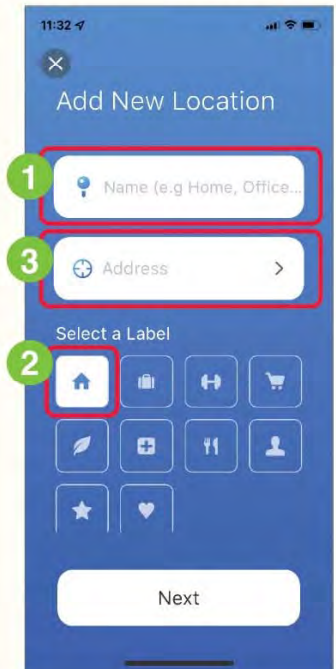 11:32
Add New Location
1
Name (e.g Home, Office...
3
Address
Select a Label
2
Next